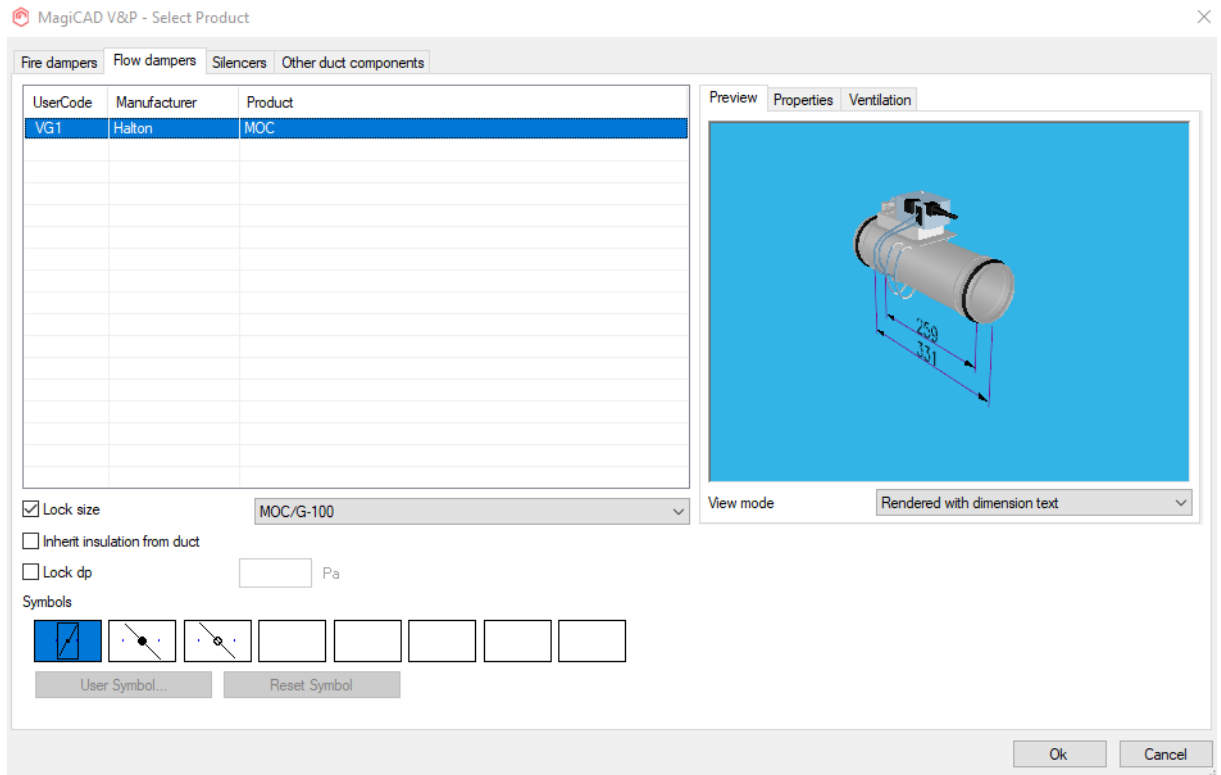 MagiCAD V&P - Select Product
Fire dampers Flow dampers Silencers Other duct components
UserCode Manufacturer Product
VG1 Halton MOC
Preview Properties Ventilation
259
331
View mode Rendered with dimension text
Lock size MOC/G-100
Inherit insulation from duct
Lock dp Pa
Symbols
User Symbol... Reset Symbol
Ok Cancel